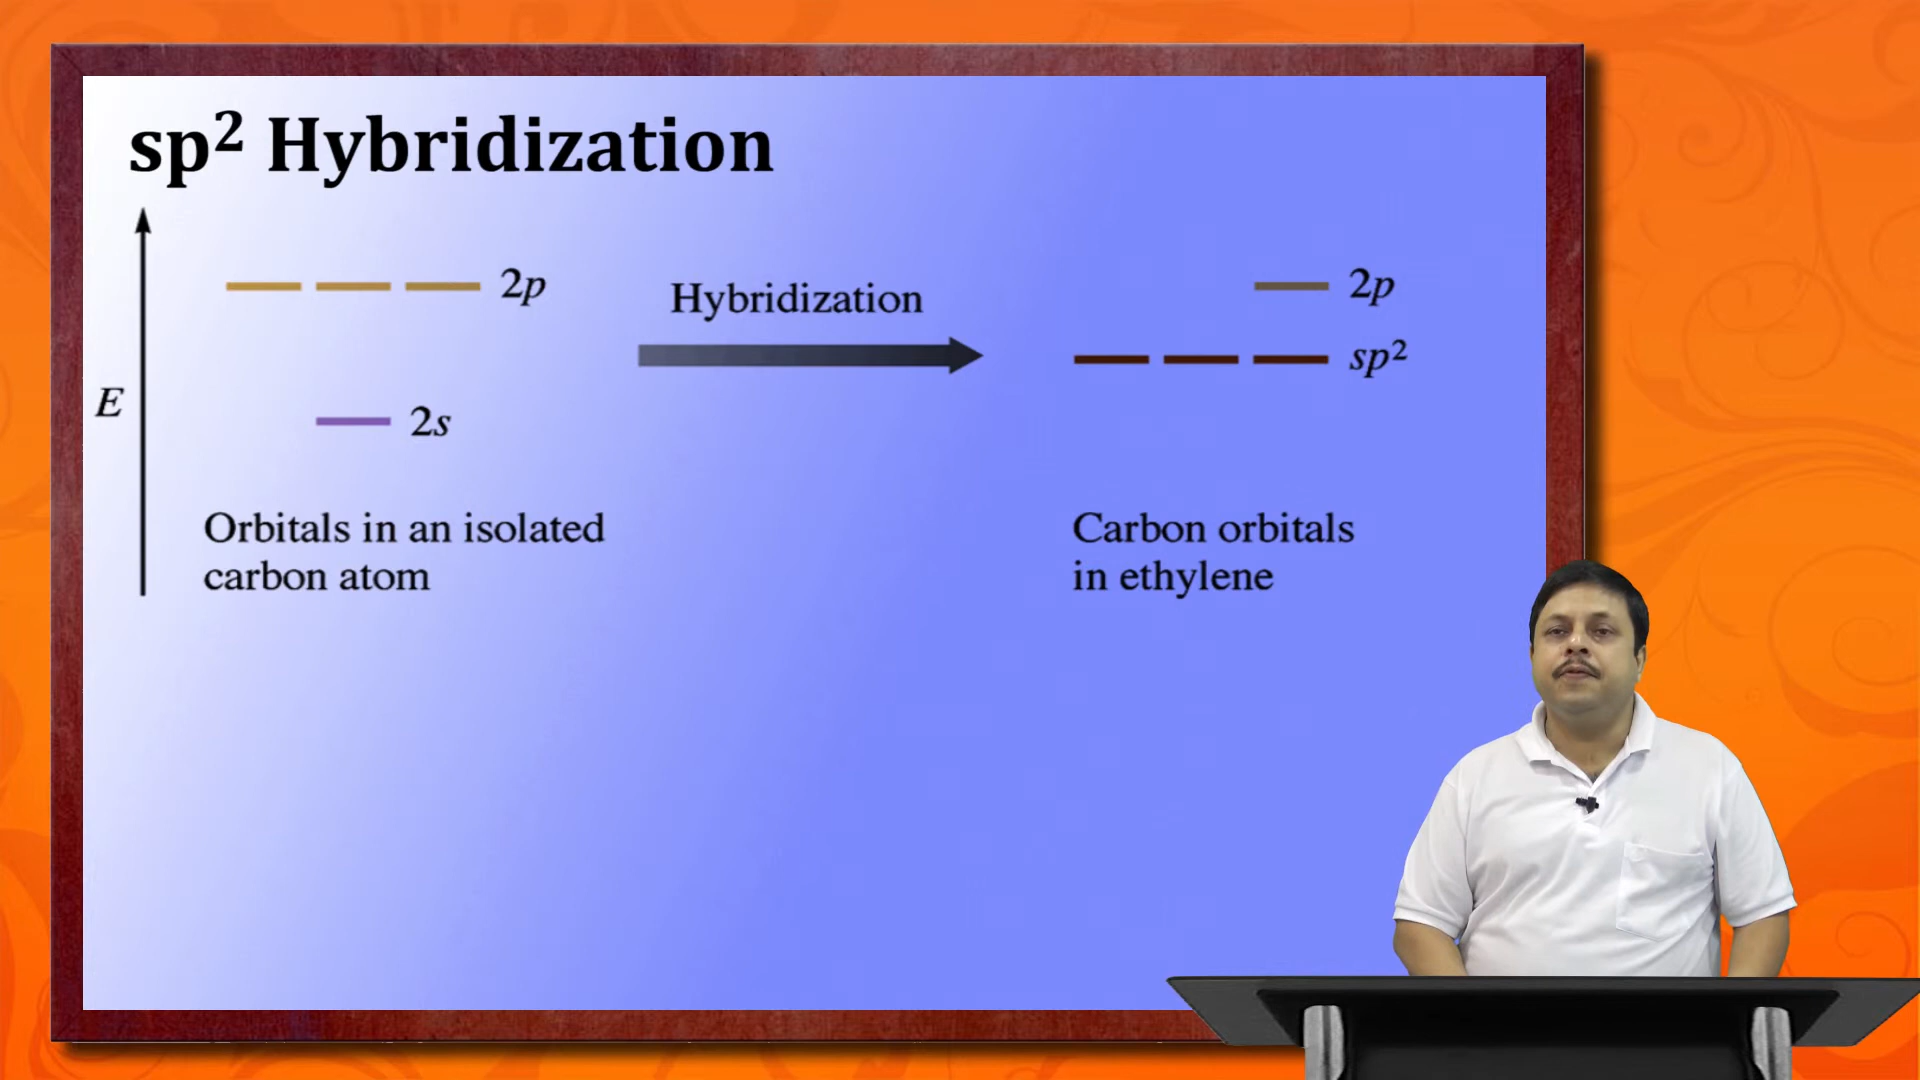 sp² Hybridization
2p
Hybridization
2p
sp²
E
2s
Orbitals in an isolated
carbon atom
Carbon orbitals
in ethylene